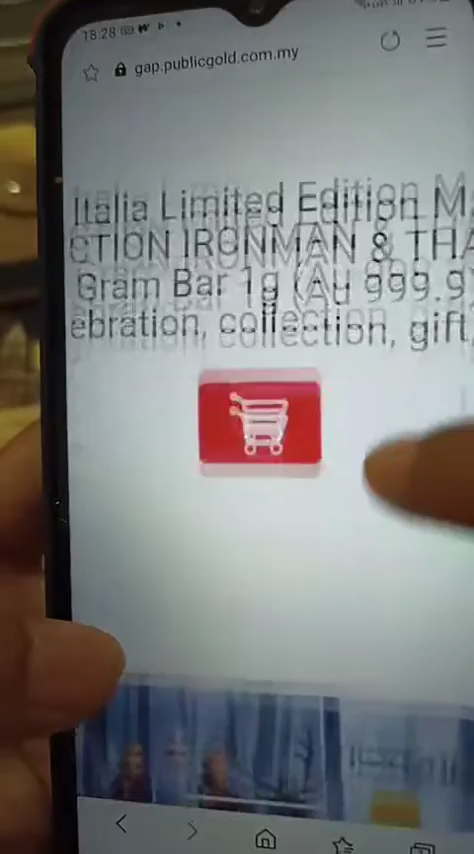 18.28
gap.publicgold.com.my
Italia Limited Edition M
CTION IRONMAN & THA
Gram Bar 1g (Au 999.9
ebration, collection, gift,